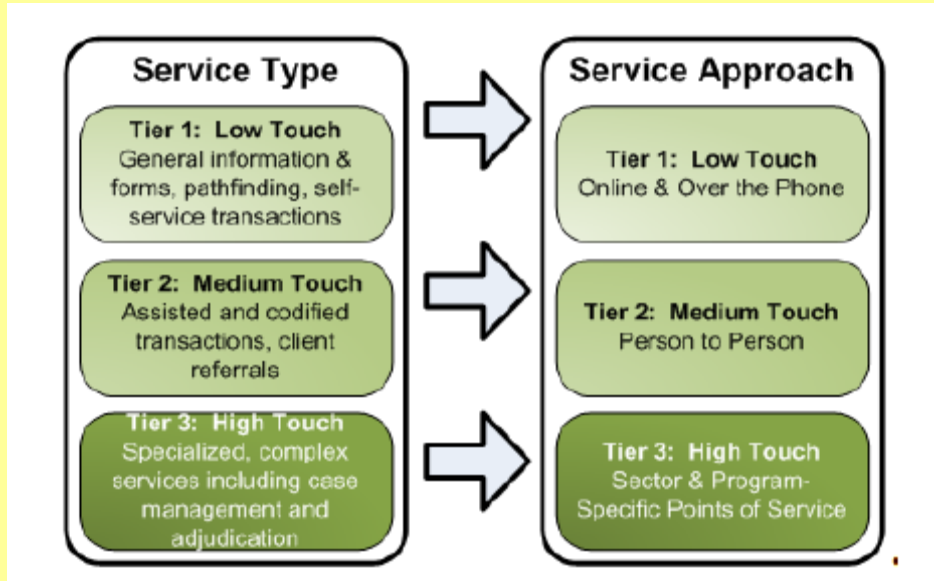 Service Type
Tier 1: Low Touch
General information &
forms, pathfinding, self-
service transactions
Tier 2: Medium Touch
Assisted and codified
transactions, client
referrals
Tier 3: High Touch
Specialized, complex
services including case
management and
adjudication
Service Approach
Tier 1: Low Touch
Online & Over the Phone
Tier 2: Medium Touch
Person to Person
Tier 3: High Touch
Sector & Program-
Specific Points of Service